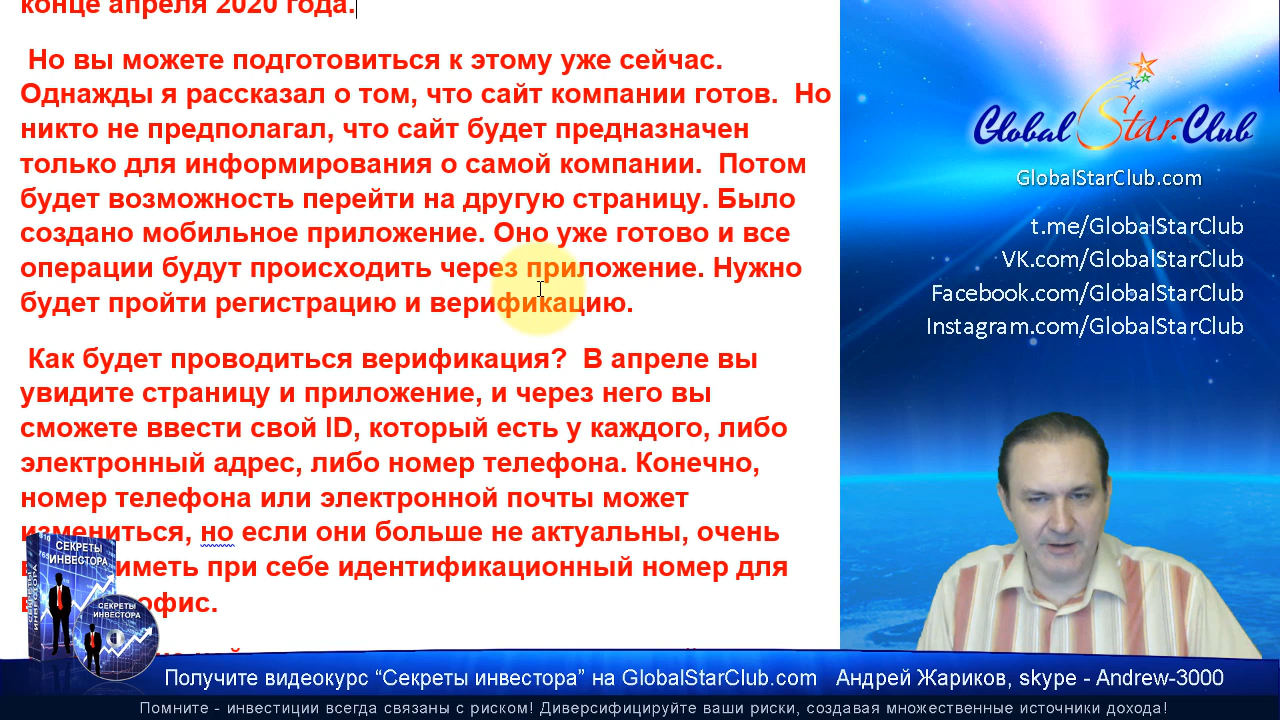 конце апреля 2020 года.
Но вы можете подготовиться к этому уже сейчас.
Однажды я рассказал о том, что сайт компании готов. Но
никто не предполагал, что сайт будет предназначен
только для информирования о самой компании. Потом
будет возможность перейти на другую страницу. Было
создано мобильное приложение. Оно уже готово и все
операции будут происходить через приложение. Нужно
будет пройти регистрацию и верификацию.
Как будет проводиться верификация? В апреле вы
увидите страницу и приложение, и через него вы
сможете ввести свой ID, который есть у каждого, либо
электронный адрес, либо номер телефона. Конечно,
номер телефона или электронной почты может
измениться, но если они больше не актуальны, очень
иметь при себе идентификационный номер для
офис.
Global Star.Club
GlobalStarClub.com
t.me/GlobalStarClub
VK.com/GlobalStarClub
Facebook.com/GlobalStarClub
Instagram.com/GlobalStarClub
СЕКРЕТЫ
ИНВЕСТОРА
СЕКРЕТЫ ИНВЕСТОРА
СЕКРЕТЫ
ИНВЕСТОРА
Получите видеокурс “Секреты инвестора” на GlobalStarClub.com Андрей Жариков, skype - Andrew-3000
Помните - инвестиции всегда связаны с риском! Диверсифицируйте ваши риски, создавая множественные источники дохода!